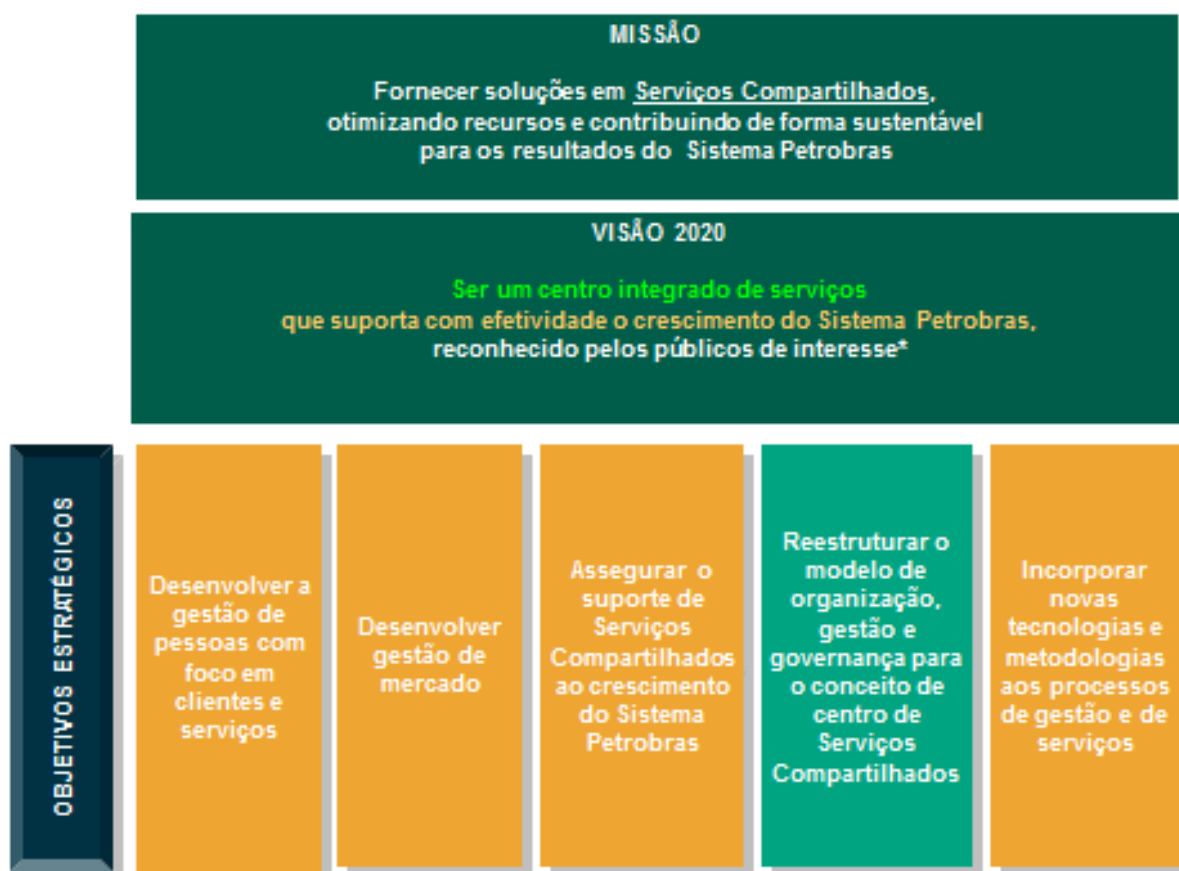 MISSÃO
Fornecer soluções em Serviços Compartilhados,
otimizando recursos e contribuindo de forma sustentável
para os resultados do Sistema Petrobras
VISÃO 2020
Ser um centro integrado de serviços
que suporta com efetividade o crescimento do Sistema Petrobras,
reconhecido pelos públicos de interesse*
OBJETIVOS ESTRATÉGICOS
Desenvolver a
gestão de
pessoas com
foco em
clientes e
serviços
Desenvolver
gestão de
mercado
Assegurar o
suporte de
Serviços
Compartilhados
ao crescimento
do Sistema
Petrobras
Reestruturar o
modelo de
organização,
gestão e
governança para
o conceito de
centro de
Serviços
Compartilhados
Incorporar
novas
tecnologias e
metodologias
aos processos
de gestão e de
serviços